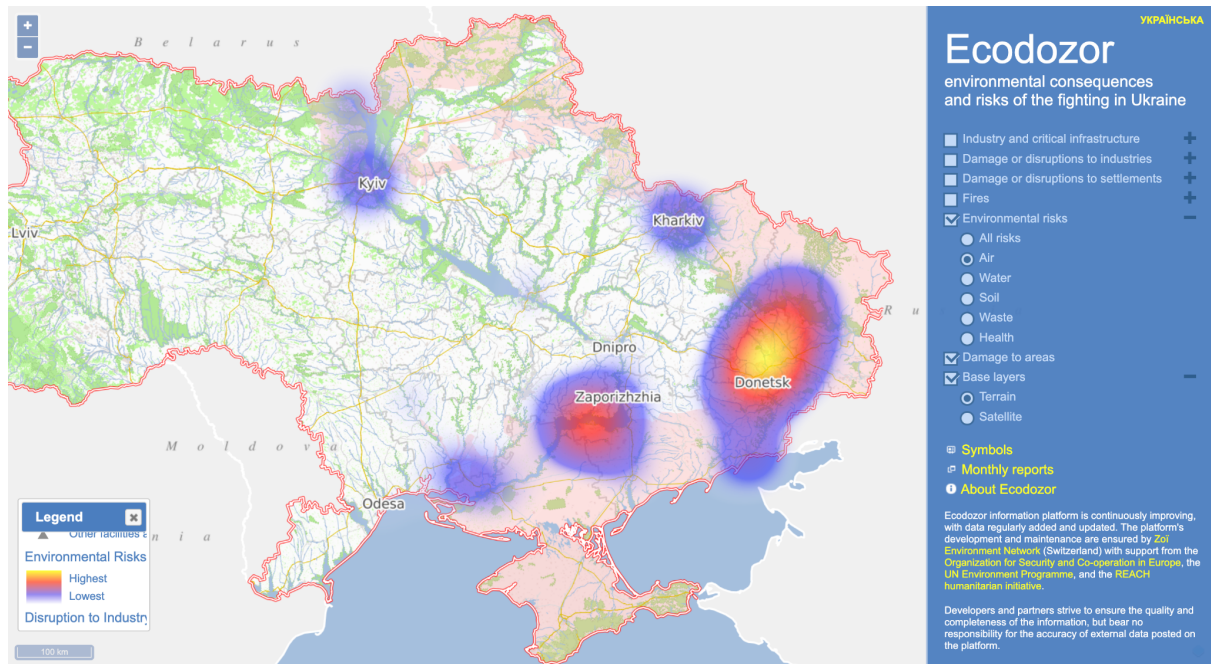 +
−
B e l a r u s
Kyiv
Kharkiv
Lviv
R u
Dnipro
Donetsk
Zaporizhzhia
M o l d o v a
Odesa
n i a
Legend
Other facilities
Environmental Risks
Highest
Lowest
Disruption to Industry
100 km
УКРАЇНСЬКА
Ecodozor
environmental consequences
and risks of the fighting in Ukraine
Industry and critical infrastructure
Damage or disruptions to industries
Damage or disruptions to settlements
Fires
Environmental risks
All risks
Air
Water
Soil
Waste
Health
Damage to areas
Base layers
Terrain
Satellite
Symbols
Monthly reports
About Ecodozor
Ecodozor information platform is continuously improving,
with data regularly added and updated. The platform's
development and maintenance are ensured by Zoï
Environment Network (Switzerland) with support from the
Organization for Security and Co-operation in Europe, the
UN Environment Programme, and the REACH
humanitarian initiative.
Developers and partners strive to ensure the quality and
completeness of the information, but bear no
responsibility for the accuracy of external data posted on
the platform.